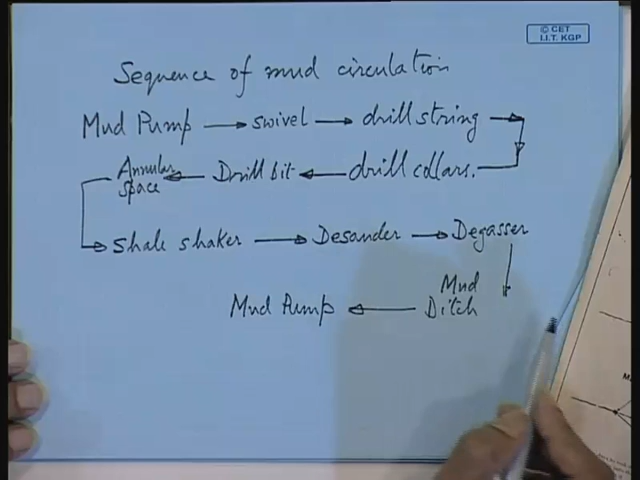 © CET
I.I.T. KGP
Sequence of mud circulation
Mud Pump → swivel → drill string →
Annular space ← Drill bit ← drill collars.
→ Shale shaker → Desander → Degasser
Mud Pump ← Mud Ditch